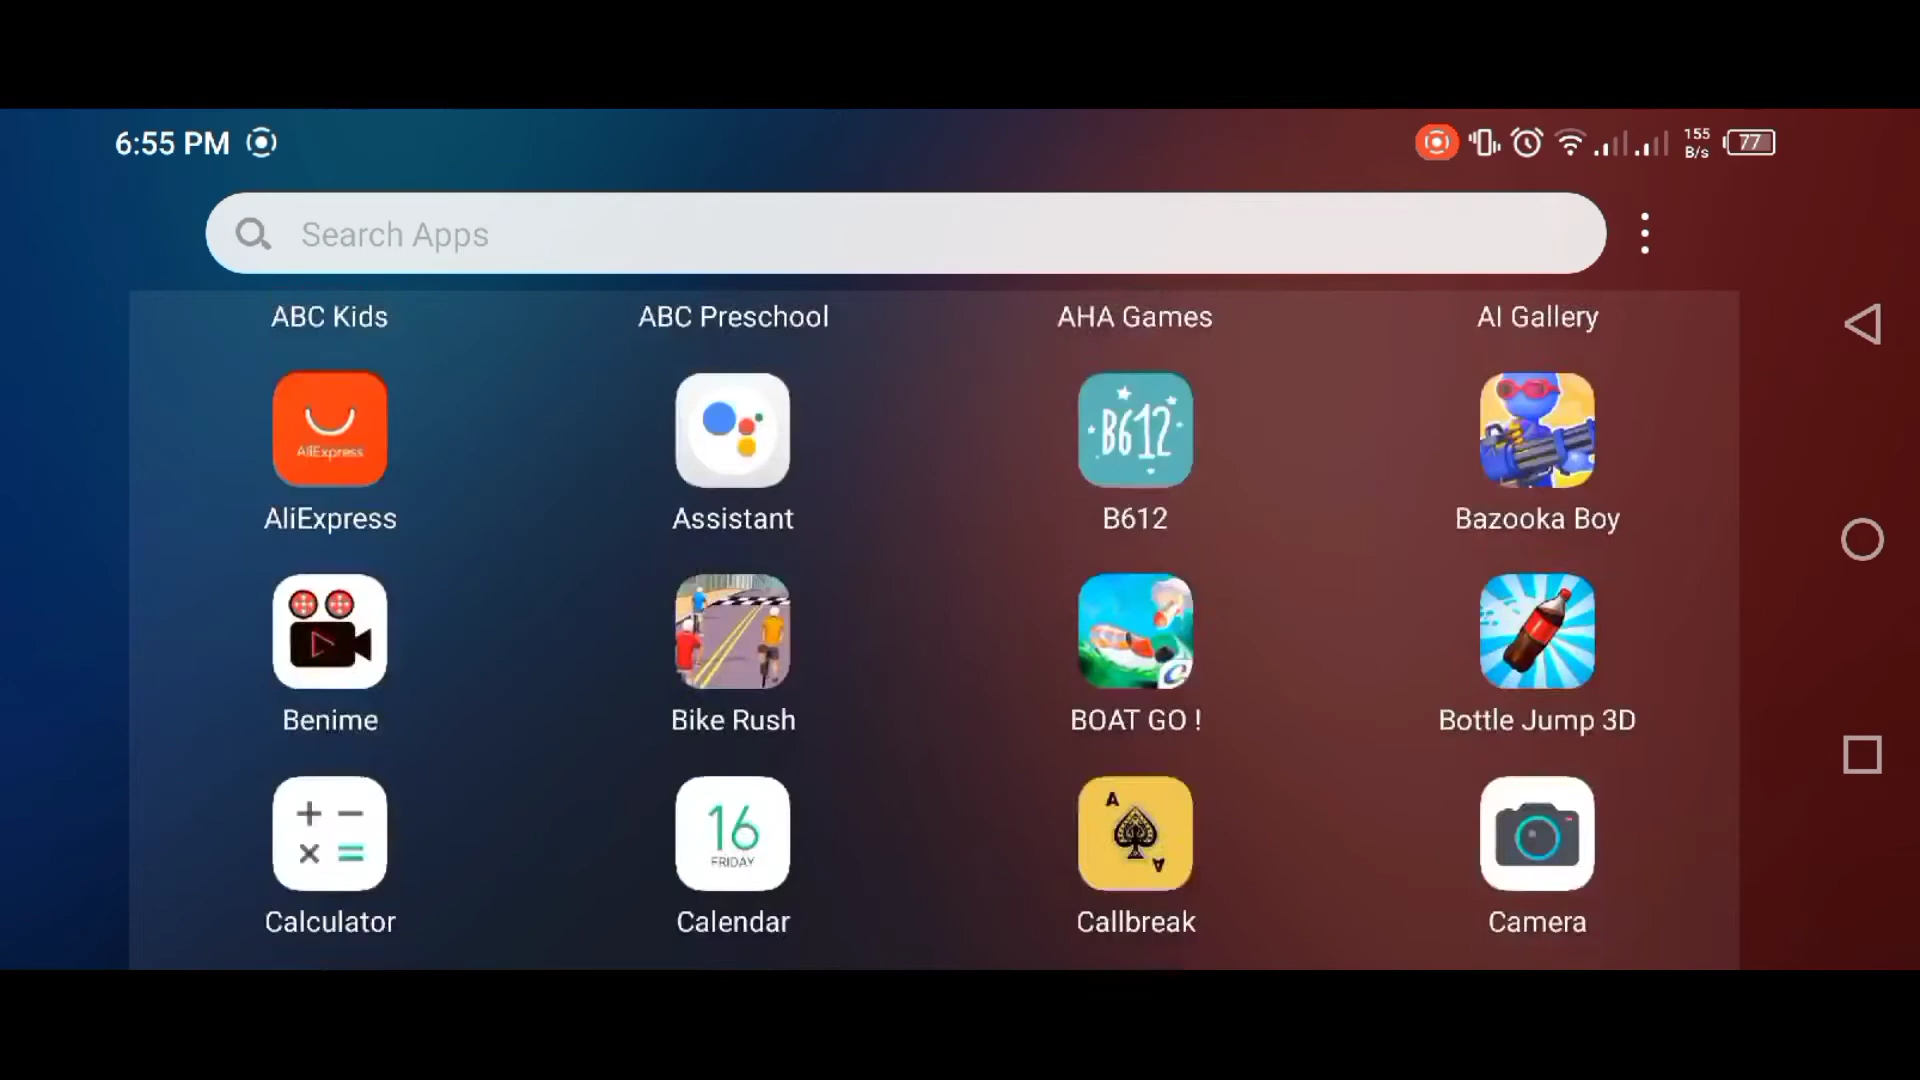 6:55 PM
155
B/s
77
Search Apps
ABC Kids
ABC Preschool
AHA Games
AI Gallery
AliExpress
B612
AliExpress
Assistant
B612
Bazooka Boy
Benime
Bike Rush
BOAT GO !
Bottle Jump 3D
16
FRIDAY
A
A
Calculator
Calendar
Callbreak
Camera